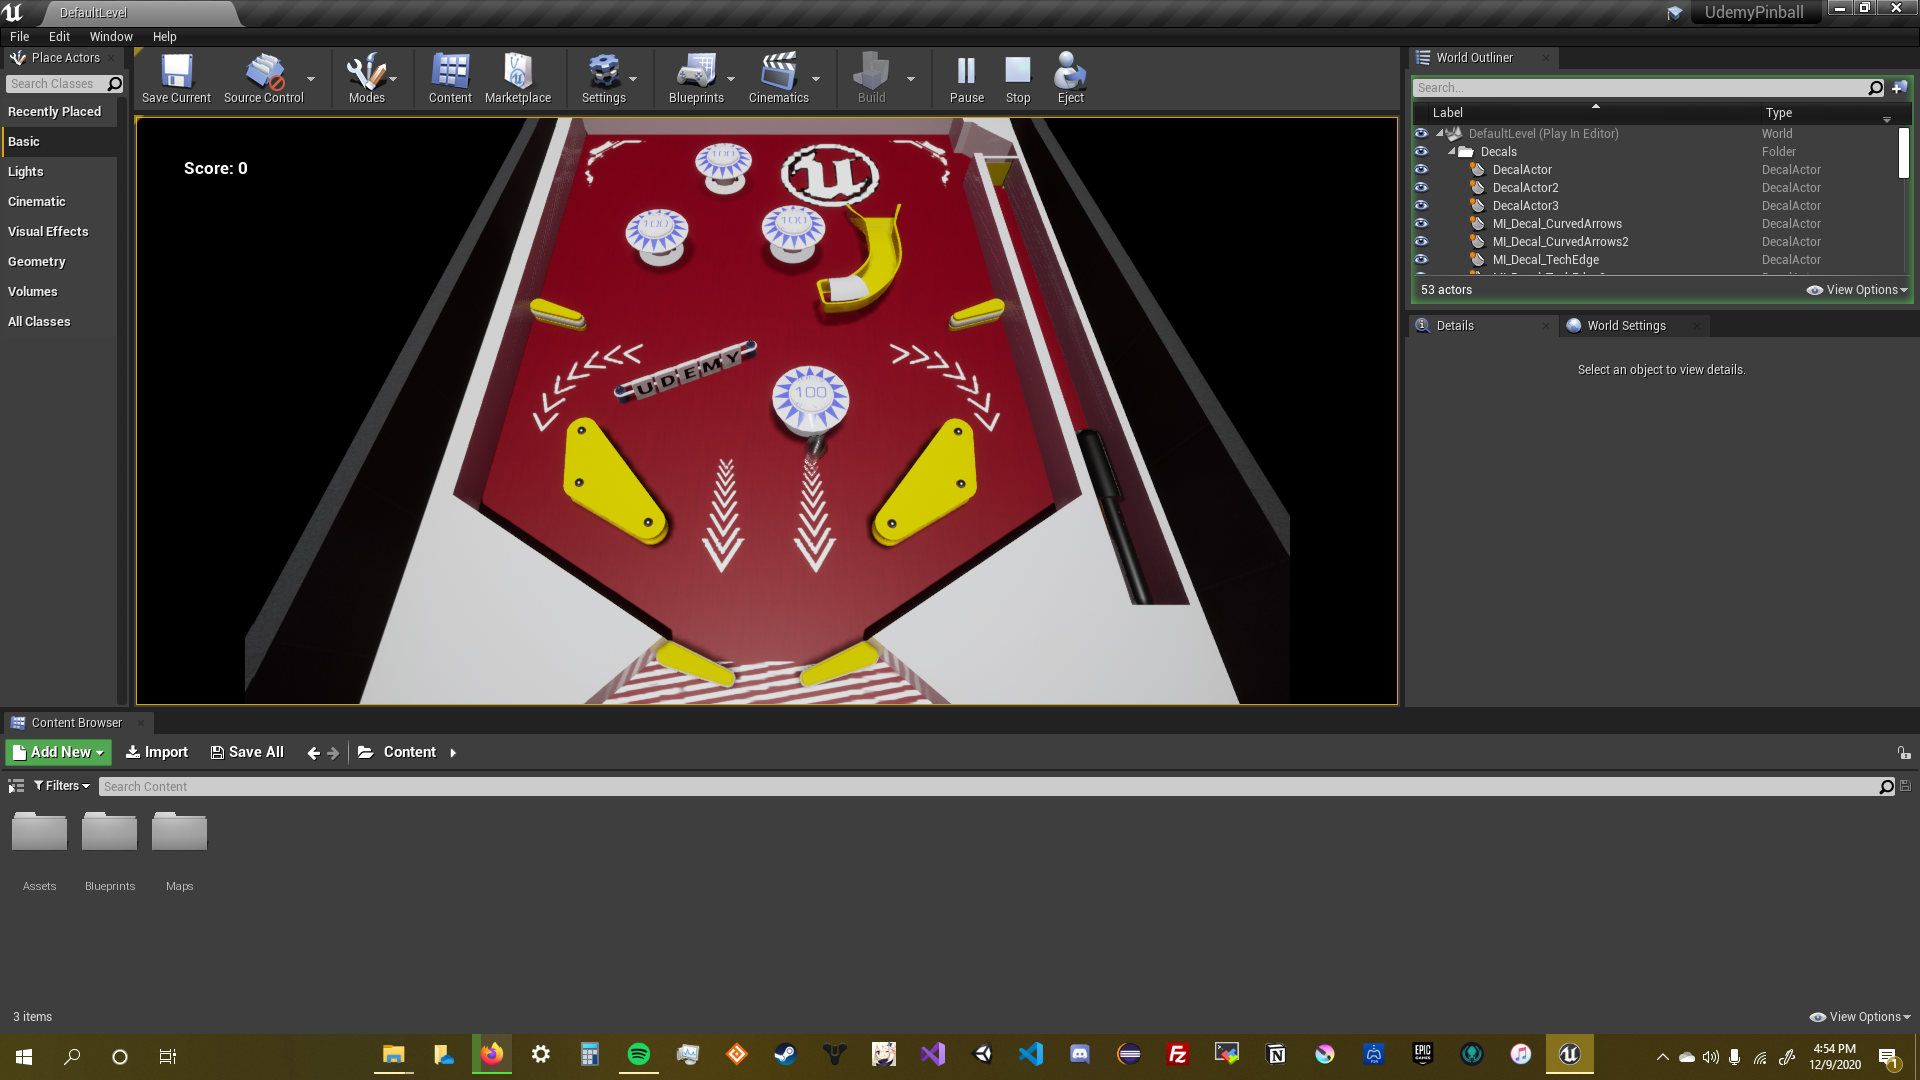 DefaultLevel
UdemyPinball
File Edit Window Help
Place Actors
Search Classes
Recently Placed
Basic
Lights
Cinematic
Visual Effects
Geometry
Volumes
All Classes
Save Current Source Control Modes Content Marketplace Settings Blueprints Cinematics Build Pause Stop Eject
Score: 0
100
100
100
UDEMY
100
World Outliner
Search...
Label Type
DefaultLevel (Play In Editor) World
Decals Folder
DecalActor DecalActor
DecalActor2 DecalActor
DecalActor3 DecalActor
MI_Decal_CurvedArrows DecalActor
MI_Decal_CurvedArrows2 DecalActor
MI_Decal_TechEdge DecalActor
53 actors View Options
Details World Settings
Select an object to view details.
Content Browser
Add New Import Save All Content
Filters Search Content
Assets Blueprints Maps
3 items View Options
EPIC
GAMES
4:54 PM
12/9/2020
1